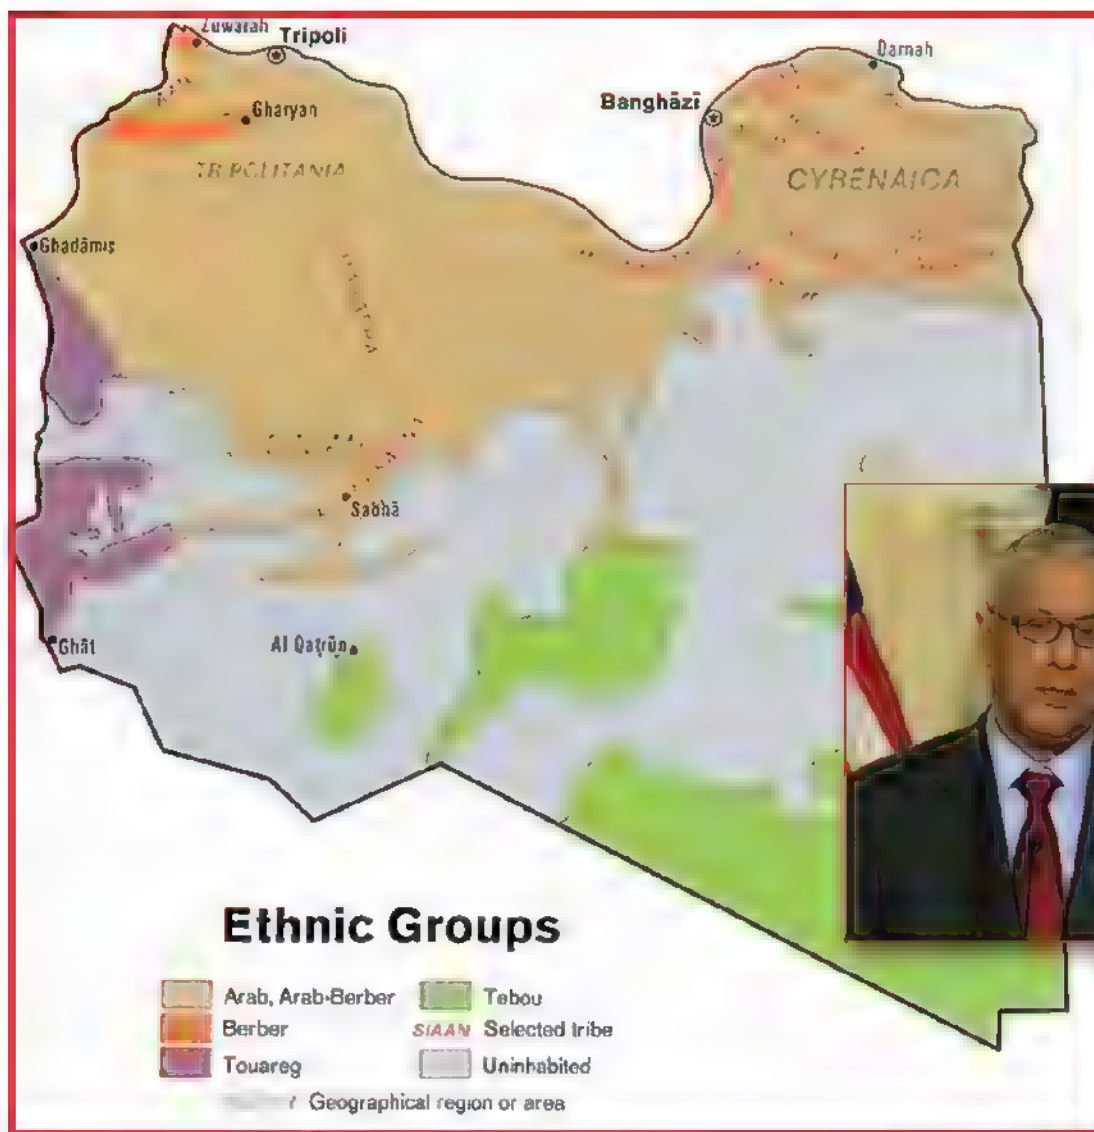 Zuwarah
Tripoli
Darnah
Banghāzī
Gharyan
TRIPOLITANIA
CYRENAICA
Ghadāmis
Sabhā
Ghāt
Al Qaţrūn
Ethnic Groups
Arab, Arab-Berber
Tebou
Berber
SIAAN Selected tribe
Touareg
Uninhabited
Geographical region or area